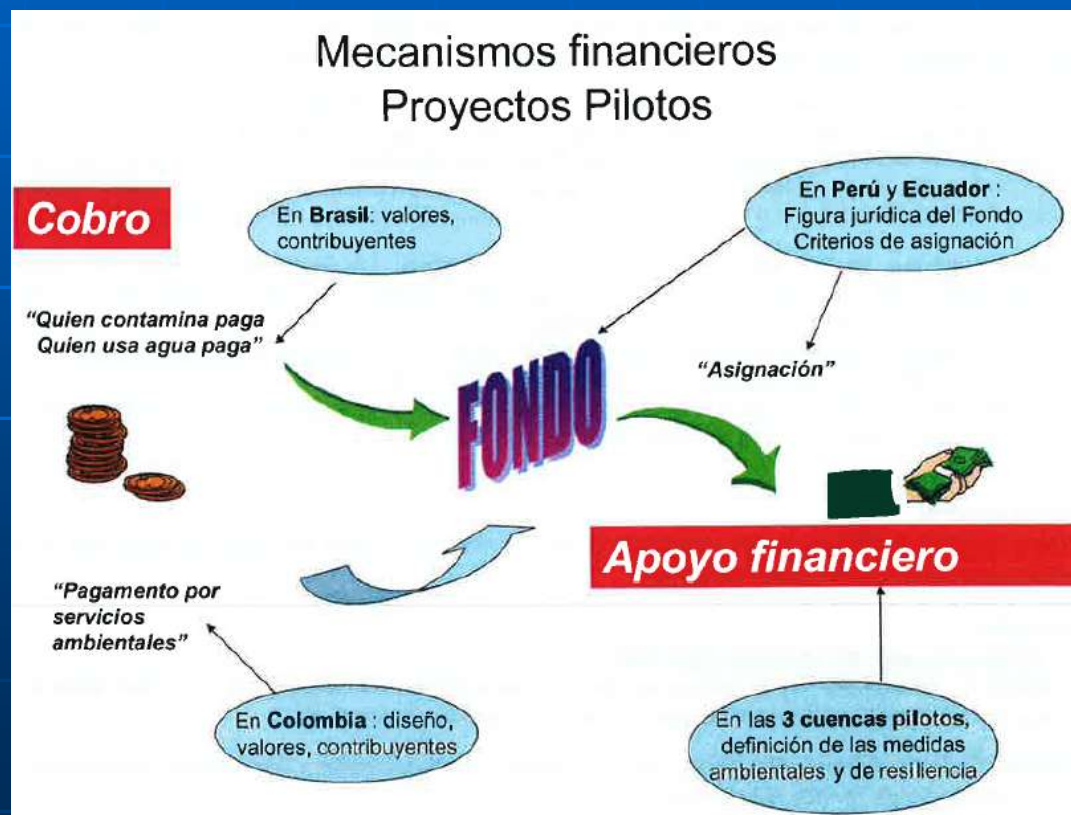 Mecanismos financieros
Proyectos Pilotos
Cobro
En Brasil: valores,
contribuyentes
En Perú y Ecuador :
Figura jurídica del Fondo
Criterios de asignación
“Quien contamina paga
Quien usa agua paga”
FONDO
“Asignación”
Apoyo financiero
“Pagamento por
servicios
ambientales”
En Colombia : diseño,
valores, contribuyentes
En las 3 cuencas pilotos,
definición de las medidas
ambientales y de resiliencia